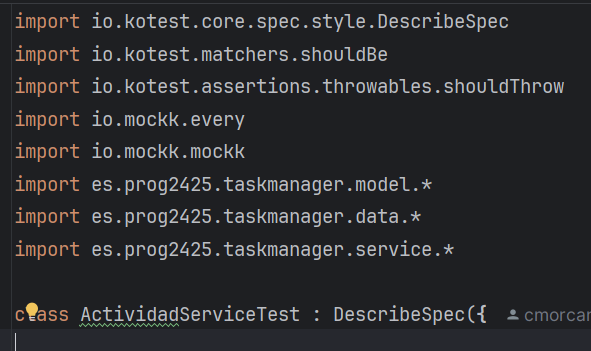 import io.kotest.core.spec.style.DescribeSpec
import io.kotest.matchers.shouldBe
import io.kotest.assertions.throwables.shouldThrow
import io.mockk.every
import io.mockk.mockk
import es.prog2425.taskmanager.model.*
import es.prog2425.taskmanager.data.*
import es.prog2425.taskmanager.service.*
class ActividadServiceTest : DescribeSpec({